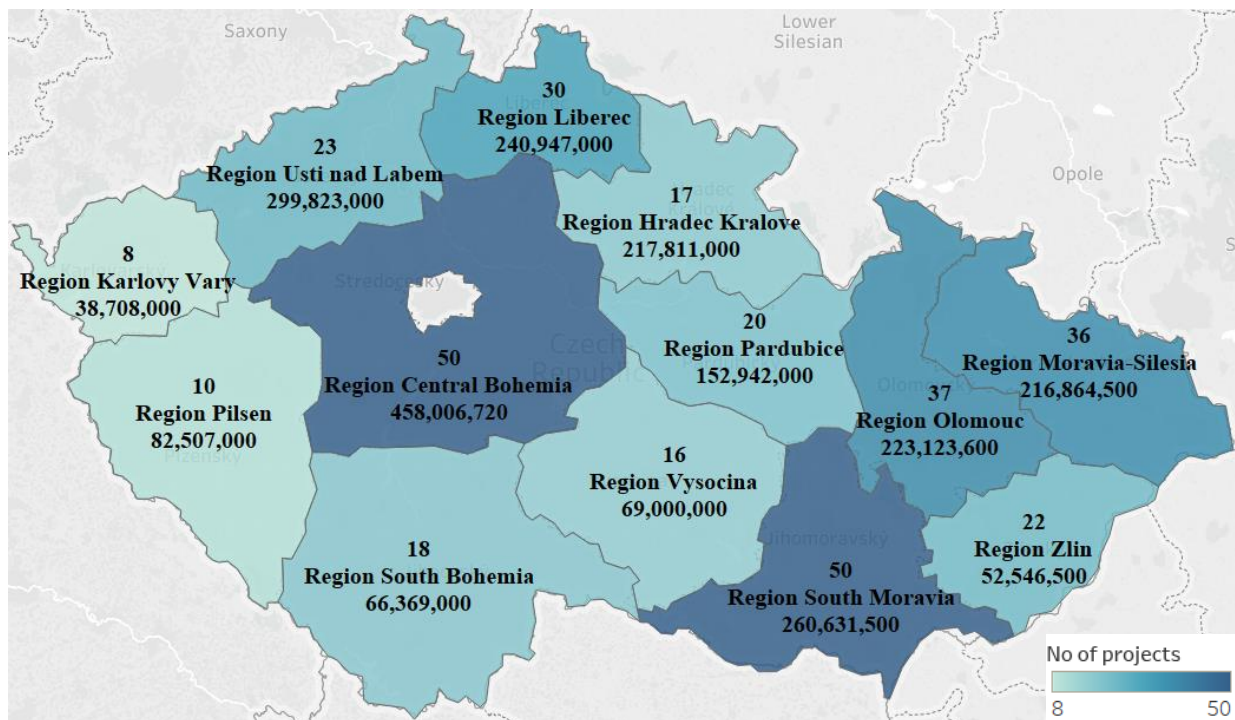 Saxony
Lower
Silesian
30
Region Liberec
240,947,000
23
Region Usti nad Labem
299,823,000
17
Region Hradec Kralove
217,811,000
Opole
8
Region Karlovy Vary
38,708,000
Stredocesky
20
Region Pardubice
152,942,000
36
Region Moravia-Silesia
216,864,500
50
Region Central Bohemia
458,006,720
Czech
Republic
10
Region Pilsen
82,507,000
Plzensky
37
Region Olomouc
223,123,600
16
Region Vysocina
69,000,000
Jihomoravský
22
Region Zlin
52,546,500
18
Region South Bohemia
66,369,000
50
Region South Moravia
260,631,500
No of projects
8 50